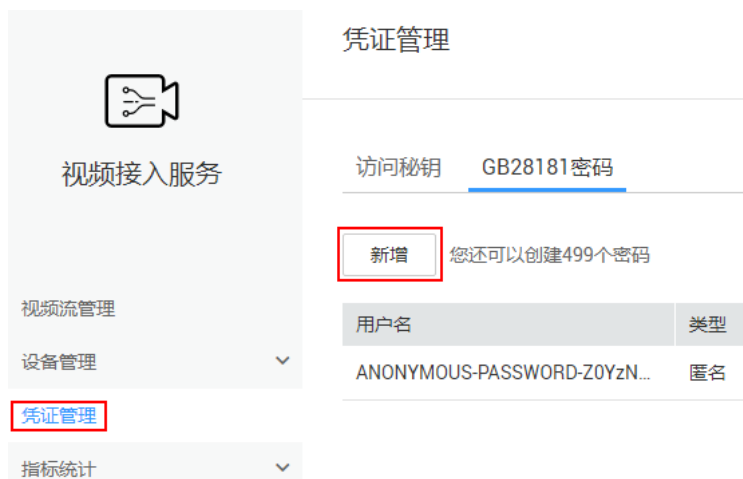 凭证管理
视频接入服务
访问秘钥 GB28181密码
新增 您还可以创建499个密码
视频流管理
设备管理
凭证管理
指标统计
用户名 类型
ANONYMOUS-PASSWORD-Z0YzN... 匿名